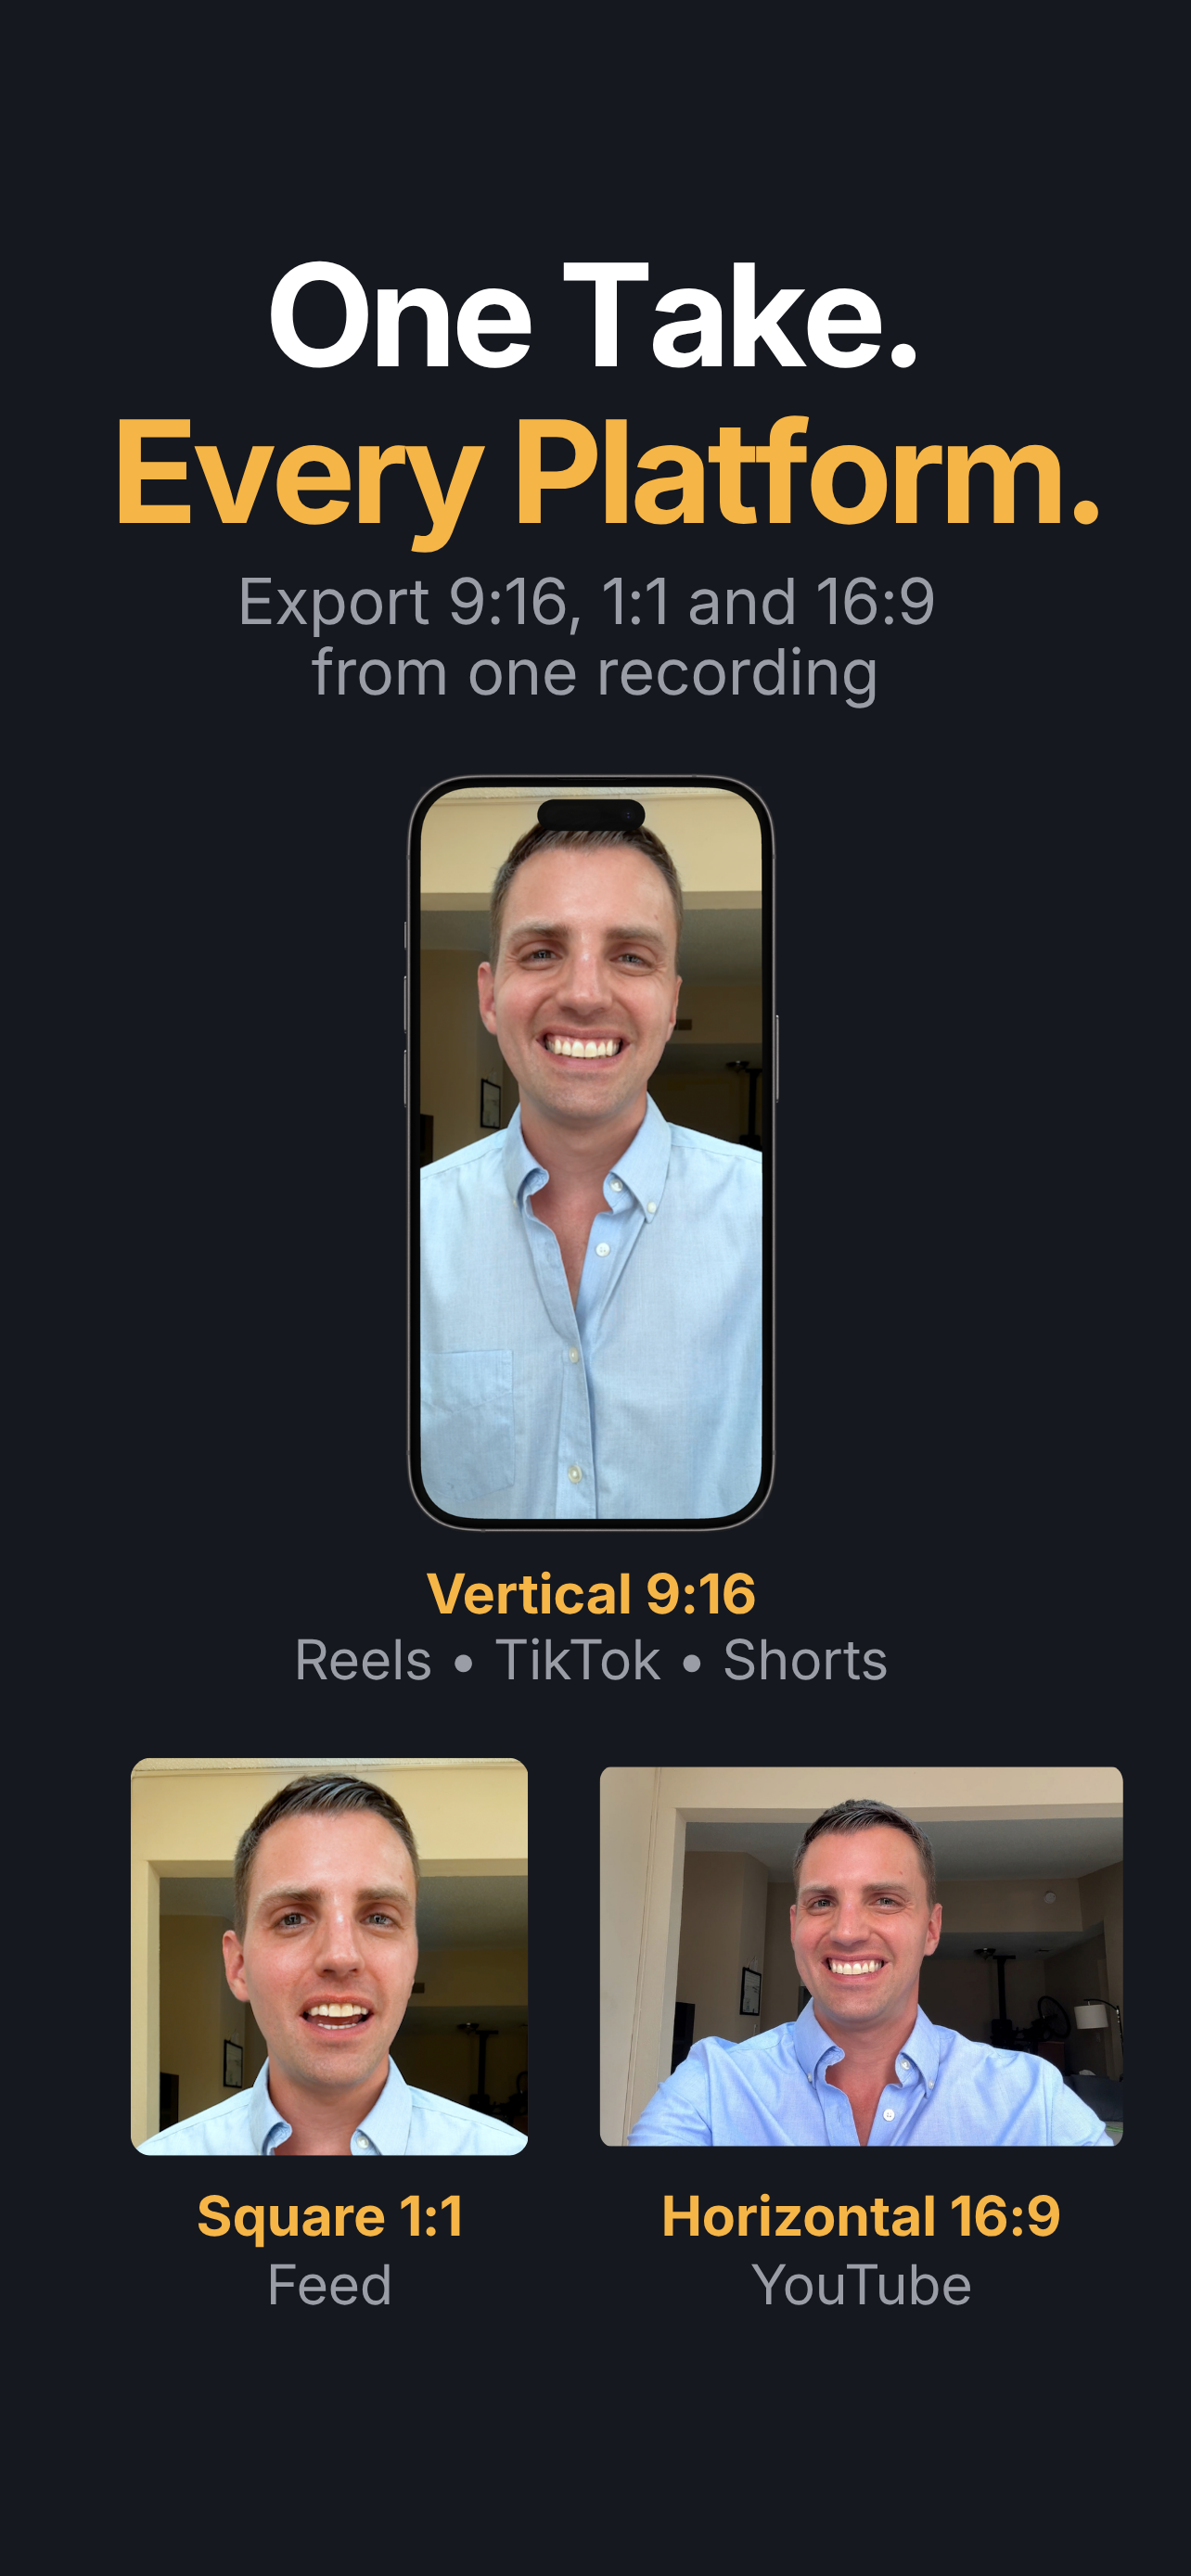 One Take.
Every Platform.
Export 9:16, 1:1 and 16:9
from one recording
Vertical 9:16
Reels • TikTok • Shorts
Square 1:1
Feed
Horizontal 16:9
YouTube